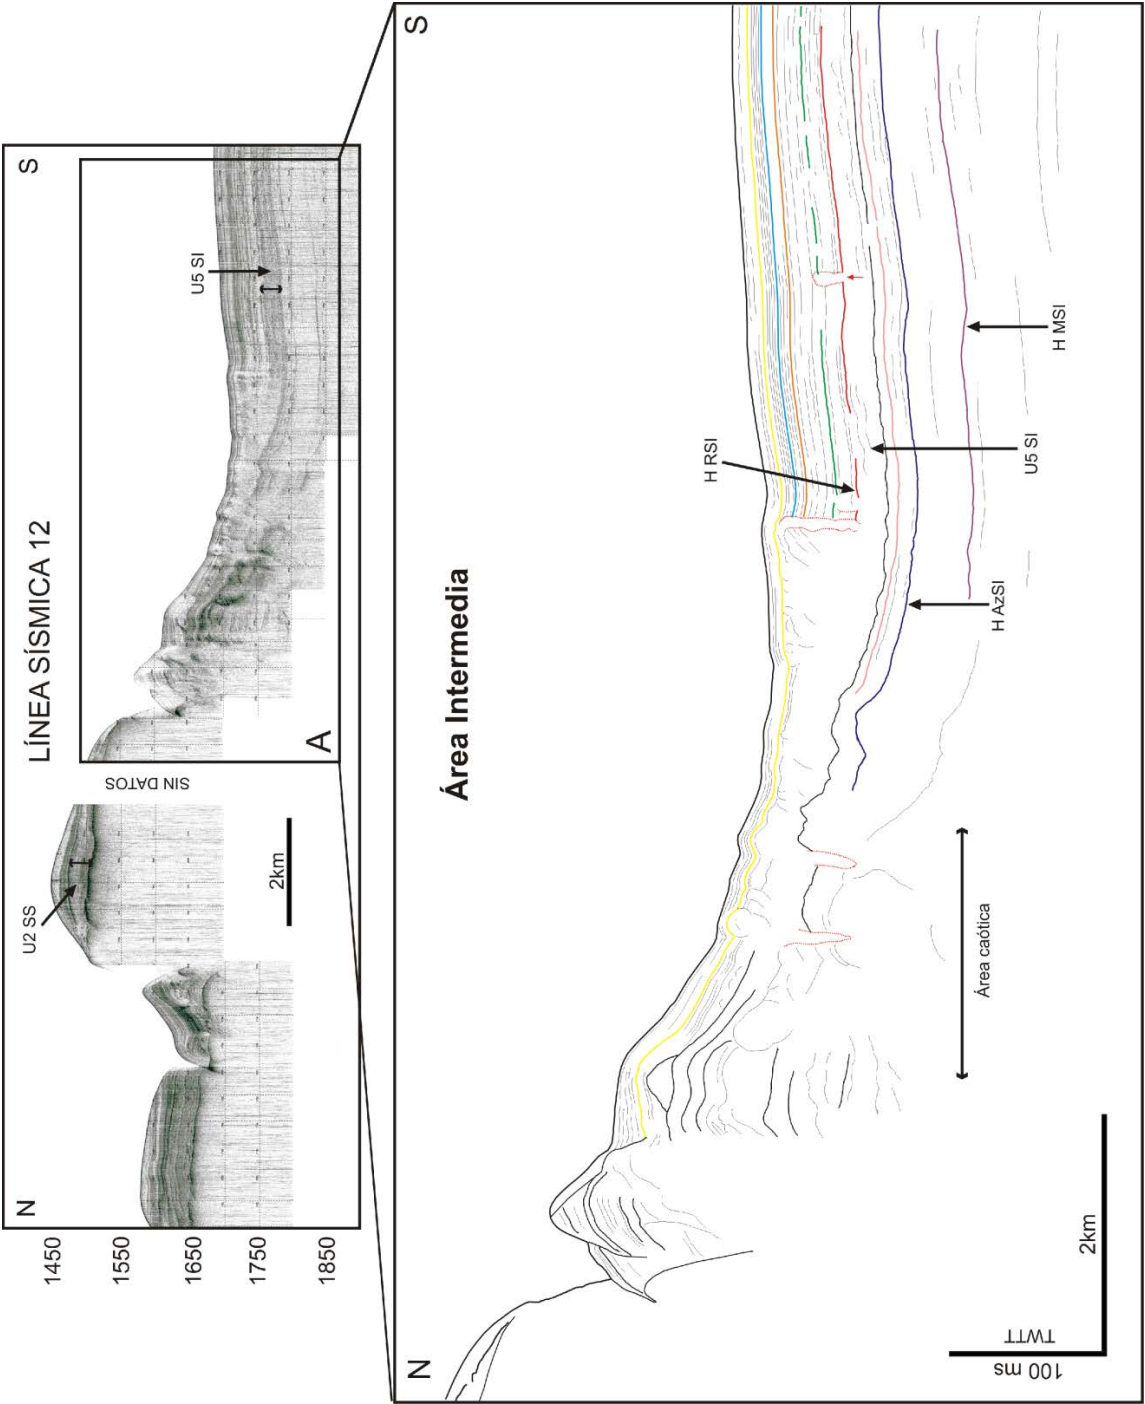 LÍNEA SÍSMICA 12
N
S
1450
1550
1650
1750
1850
U2 SS
SIN DATOS
U5 SI
A
2km
Área Intermedia
N
S
H RSI
H AzSI
U5 SI
H MSI
Área caótica
TWTT
100 ms
2km